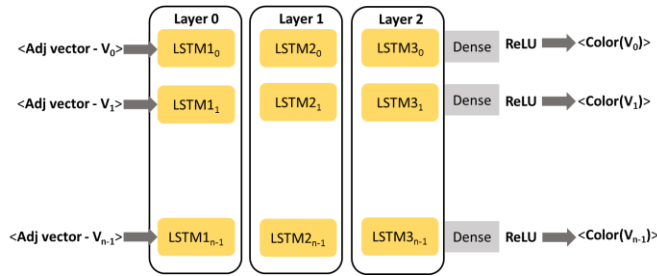 Layer 0 Layer 1 Layer 2
<Adj vector - V₀> LSTM1₀ LSTM2₀ LSTM3₀ Dense ReLU <Color(V₀)>
<Adj vector - V₁> LSTM1₁ LSTM2₁ LSTM3₁ Dense ReLU <Color(V₁)>
<Adj vector - Vₙ₋₁> LSTM1ₙ₋₁ LSTM2ₙ₋₁ LSTM3ₙ₋₁ Dense ReLU <Color(Vₙ₋₁)>